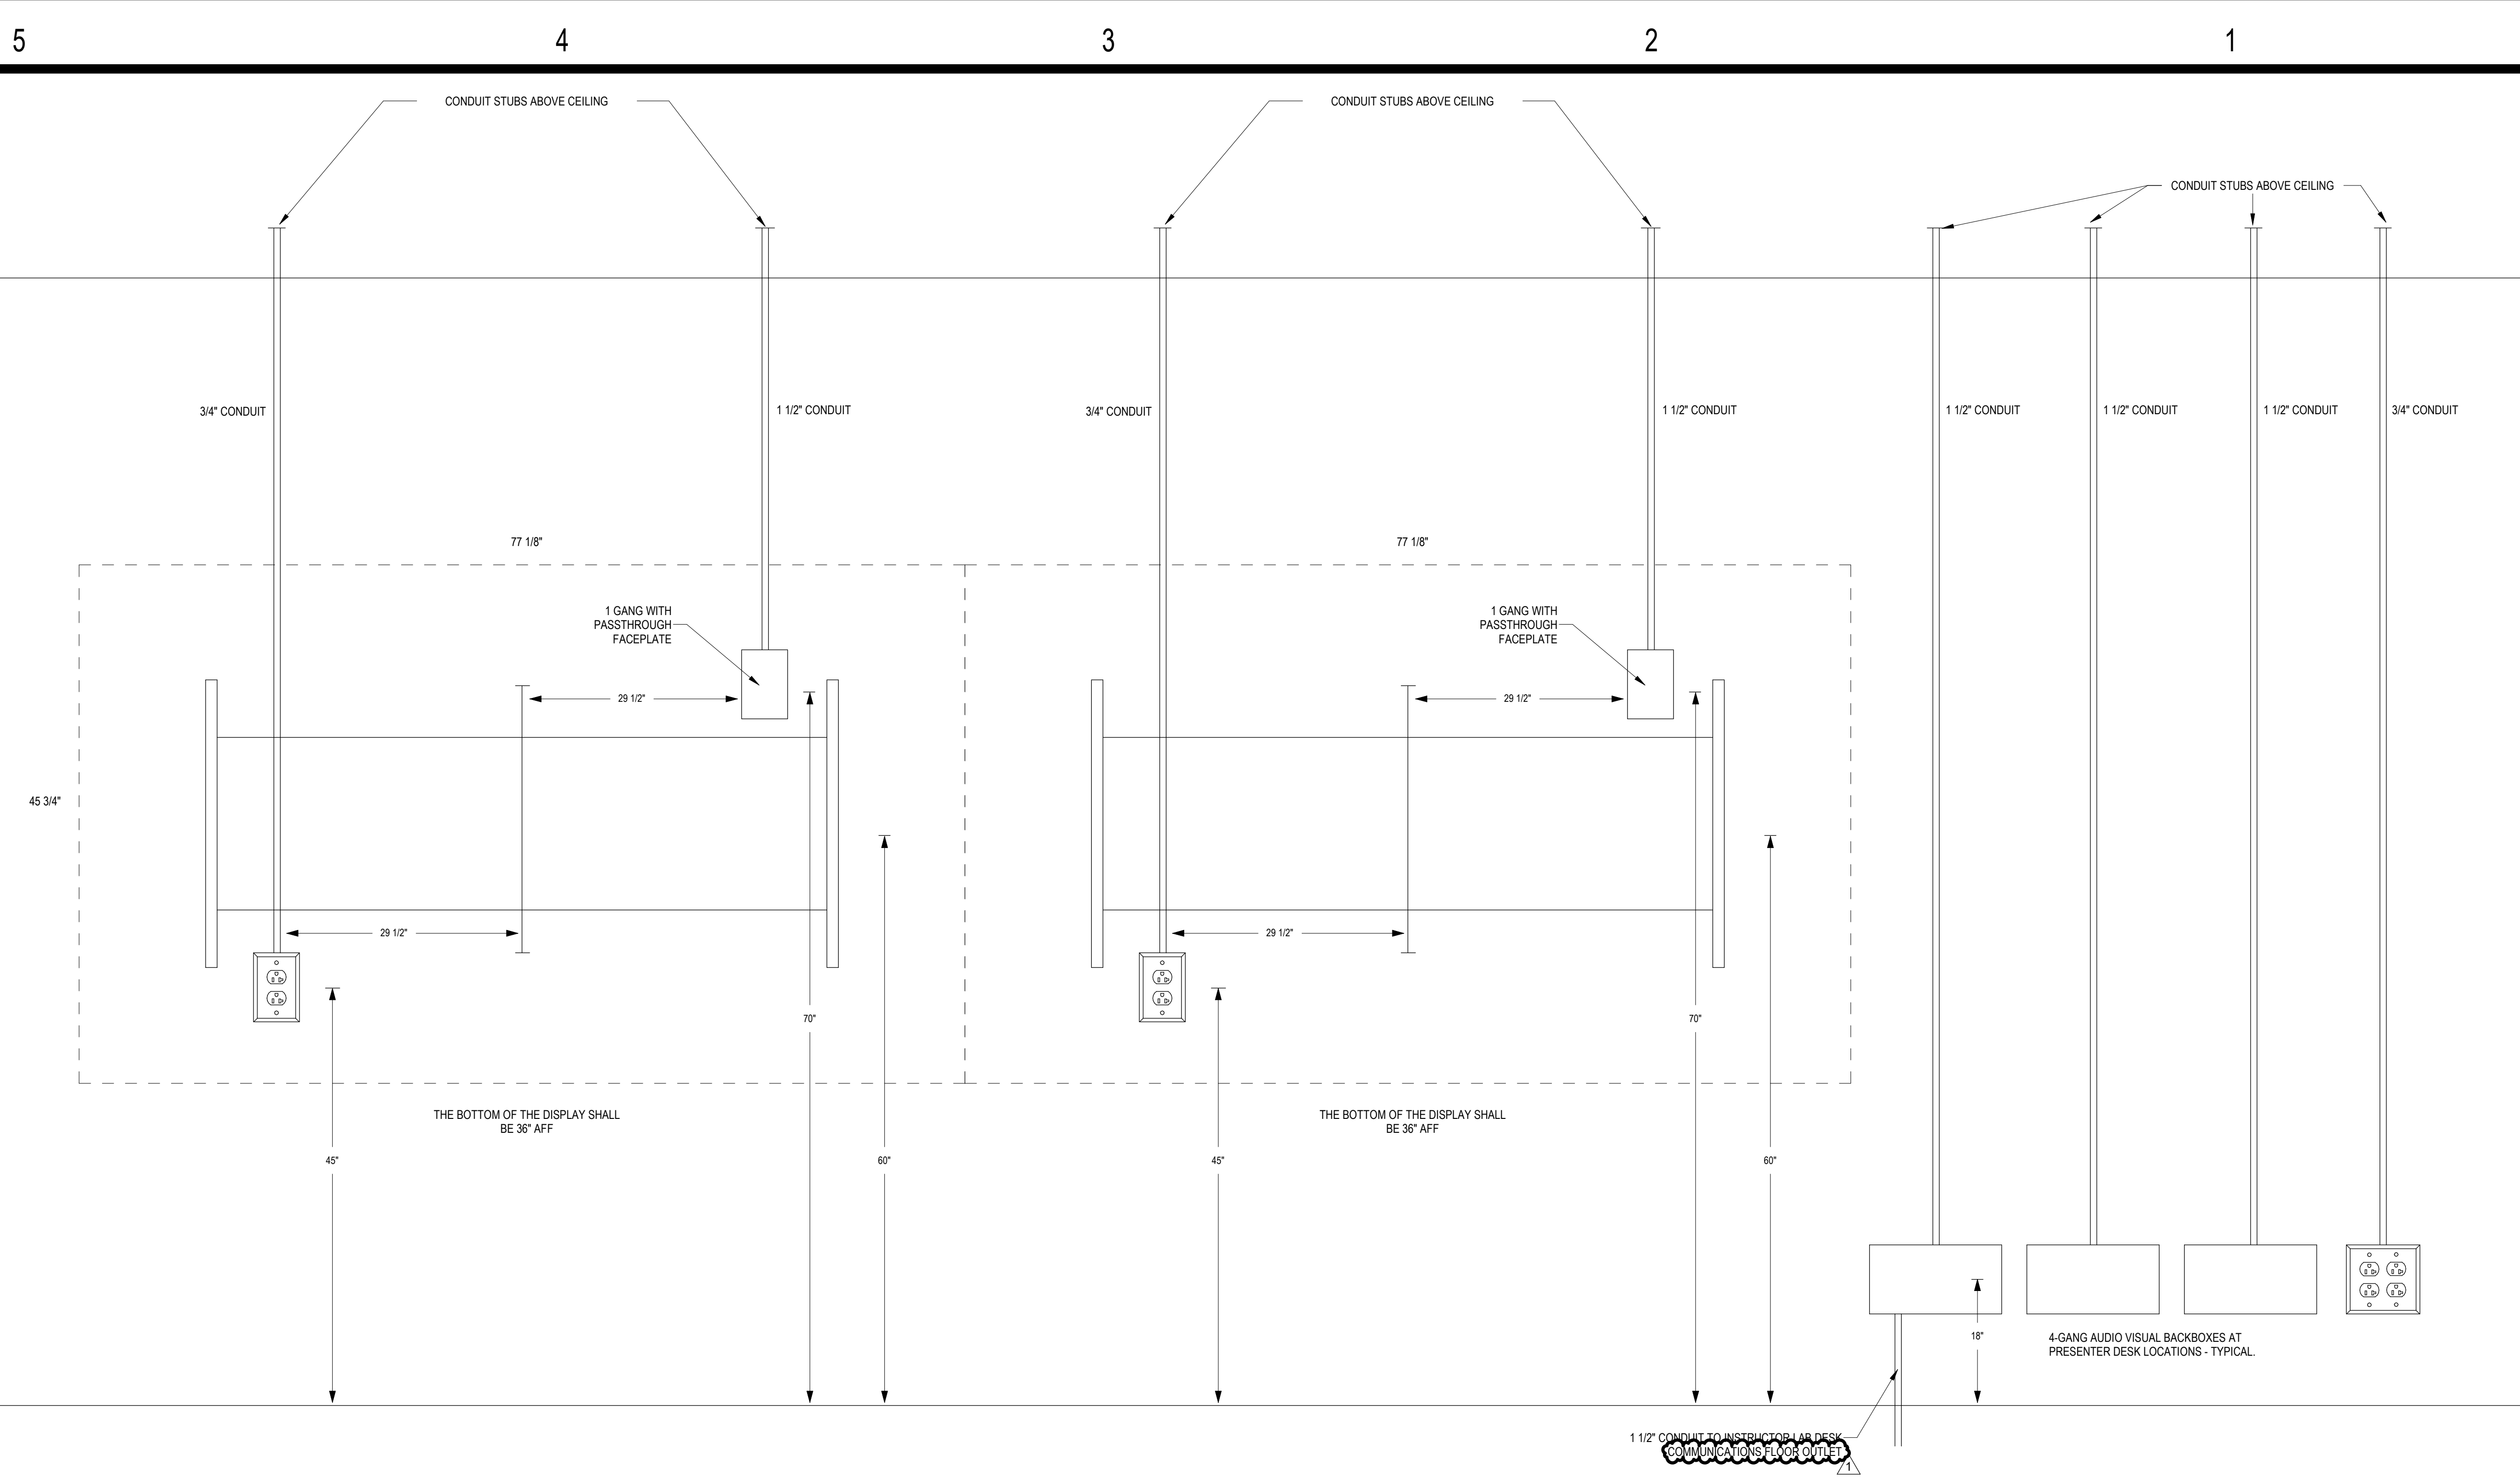 5 4 3 2 1
CONDUIT STUBS ABOVE CEILING
CONDUIT STUBS ABOVE CEILING
CONDUIT STUBS ABOVE CEILING
3/4" CONDUIT
1 1/2" CONDUIT
3/4" CONDUIT
1 1/2" CONDUIT
1 1/2" CONDUIT
1 1/2" CONDUIT
1 1/2" CONDUIT
3/4" CONDUIT
77 1/8"
77 1/8"
1 GANG WITH
PASSTHROUGH
FACEPLATE
1 GANG WITH
PASSTHROUGH
FACEPLATE
29 1/2"
29 1/2"
45 3/4"
29 1/2"
29 1/2"
70"
70"
THE BOTTOM OF THE DISPLAY SHALL
BE 36" AFF
THE BOTTOM OF THE DISPLAY SHALL
BE 36" AFF
45"
60"
45"
60"
18"
4-GANG AUDIO VISUAL BACKBOXES AT
PRESENTER DESK LOCATIONS - TYPICAL.
1 1/2" CONDUIT TO INSTRUCTOR LAB DESK
COMMUNICATIONS FLOOR OUTLET
1